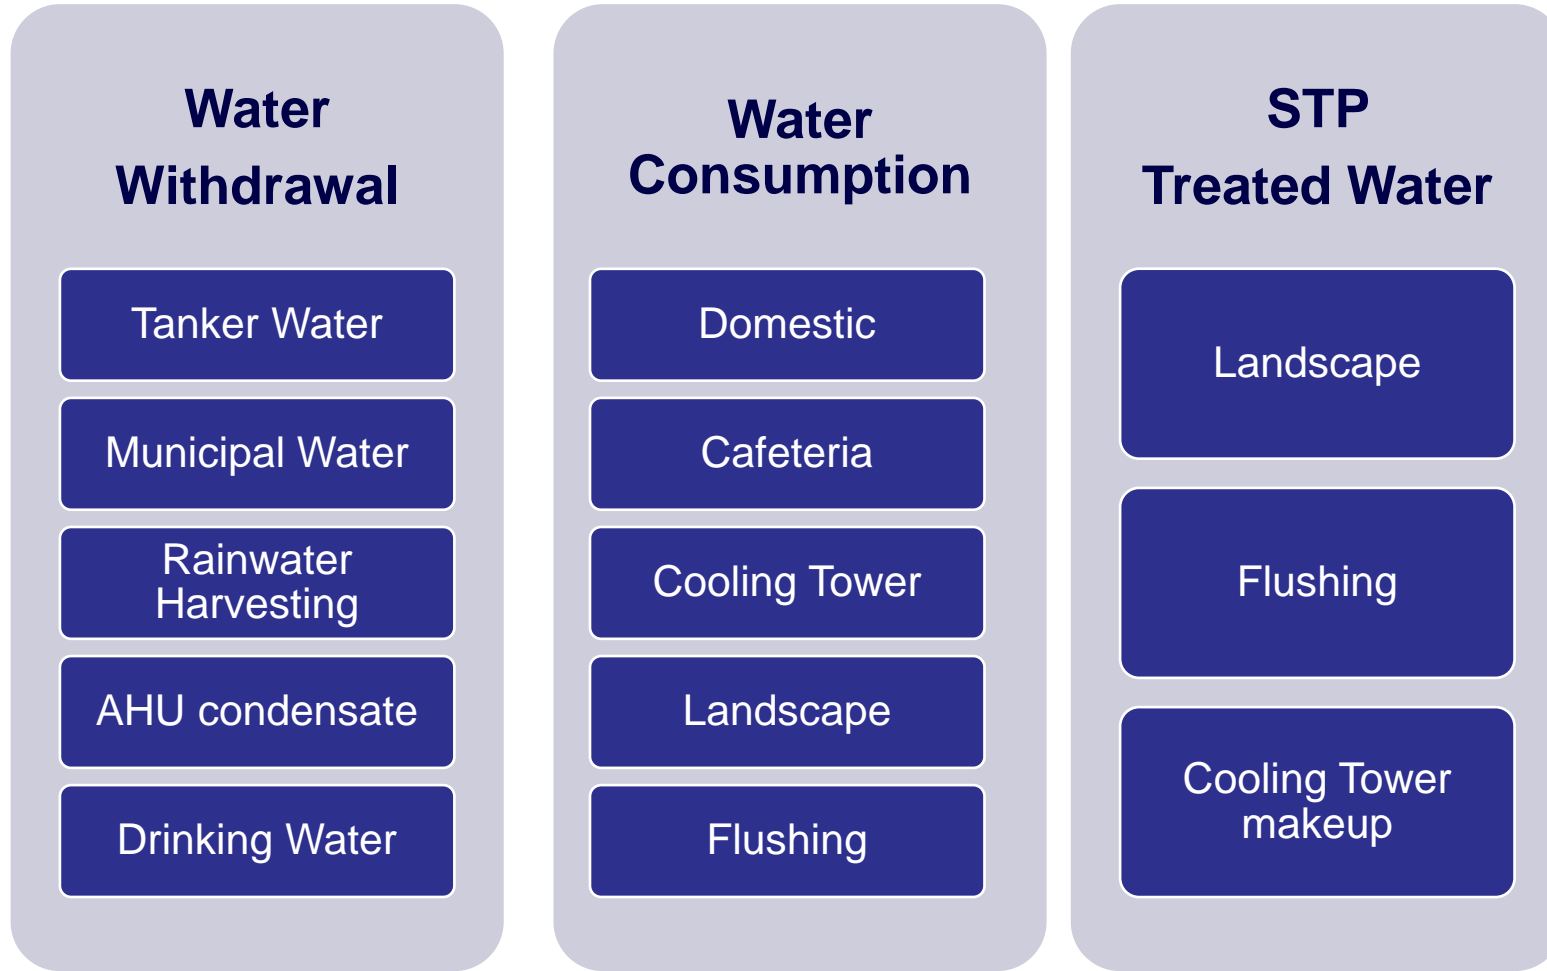 Water
Withdrawal
Tanker Water
Municipal Water
Rainwater
Harvesting
AHU condensate
Drinking Water
Water
Consumption
Domestic
Cafeteria
Cooling Tower
Landscape
Flushing
STP
Treated Water
Landscape
Flushing
Cooling Tower
makeup